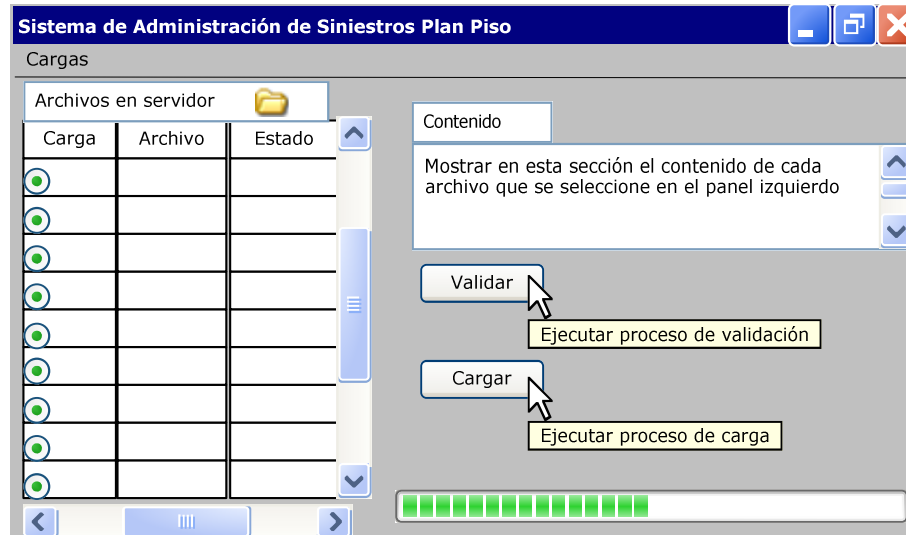 Sistema de Administración de Siniestros Plan Piso
Cargas
Archivos en servidor
Carga Archivo Estado
Contenido
Mostrar en esta sección el contenido de cada
archivo que se seleccione en el panel izquierdo
Validar
Ejecutar proceso de validación
Cargar
Ejecutar proceso de carga